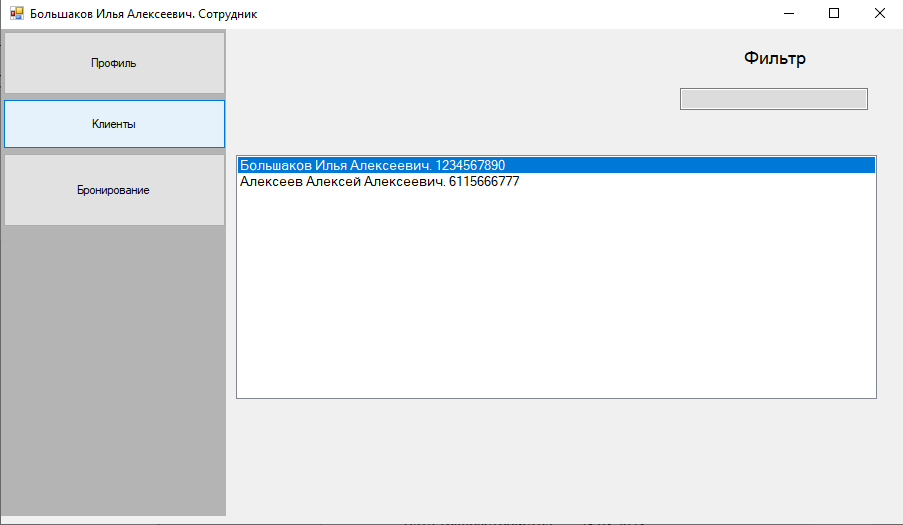 Большаков Илья Алексеевич. Сотрудник
Профиль
Клиенты
Бронирование
Фильтр
Большаков Илья Алексеевич. 1234567890
Алексеев Алексей Алексеевич. 6115666777